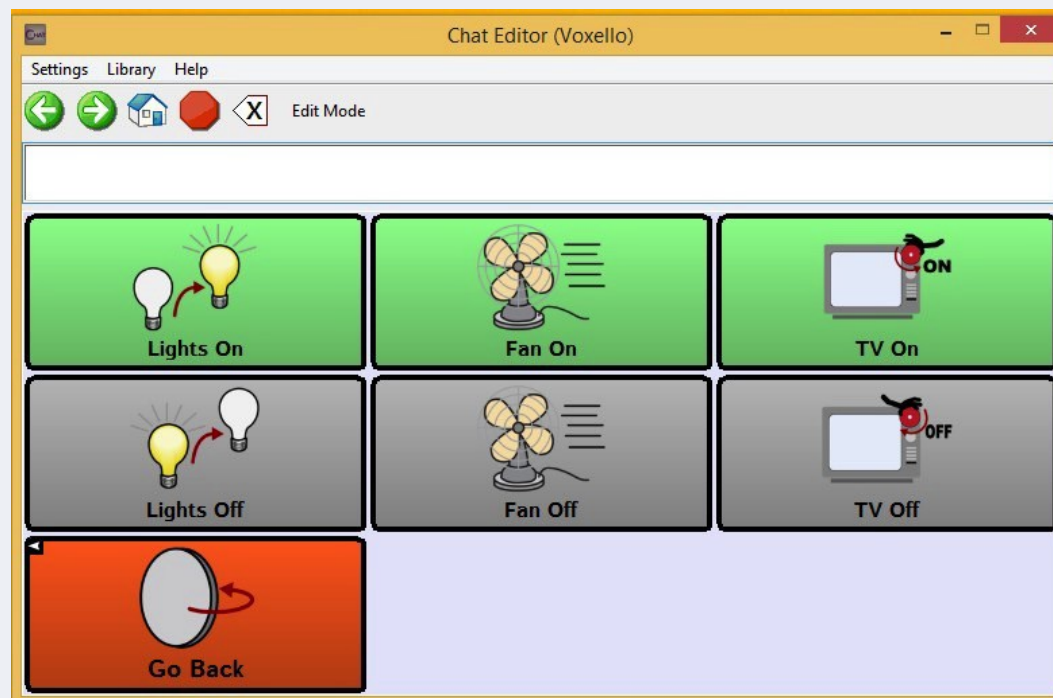 Chat Editor (Voxello)
Settings Library Help
X Edit Mode
ON
Lights On Fan On TV On
OFF
Lights Off Fan Off TV Off
Go Back